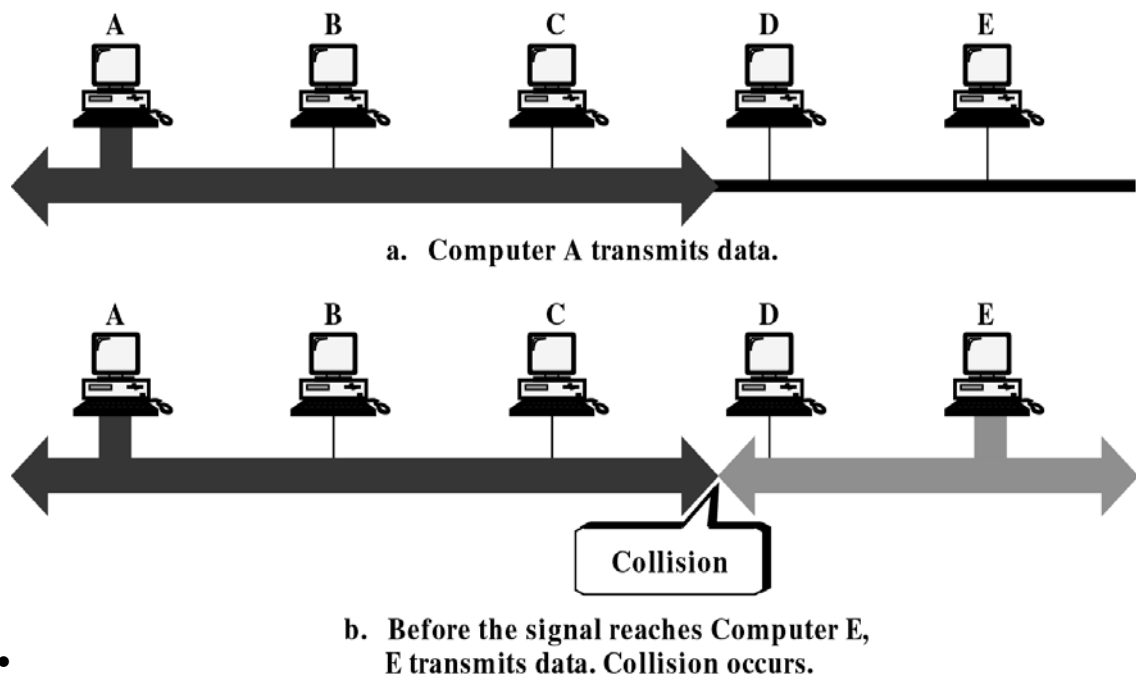 A B C D E
a. Computer A transmits data.
A B C D E
Collision
b. Before the signal reaches Computer E,
E transmits data. Collision occurs.